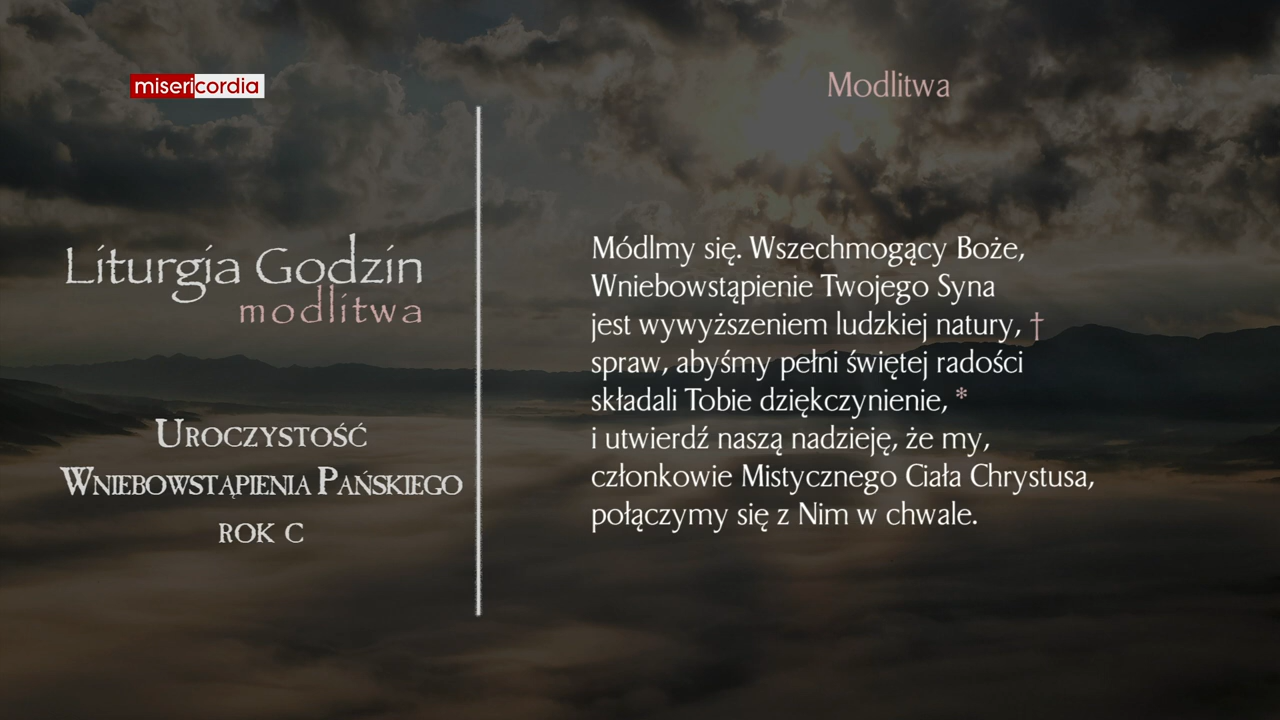 misericordia
Liturgia Godzin
modlitwa
Uroczystość
Wniebowstąpienia Pańskiego
rok C
Modlitwa
Módlmy się. Wszechmogący Boże,
Wniebowstąpienie Twojego Syna
jest wywyższeniem ludzkiej natury, †
spraw, abyśmy pełni świętej radości
składali Tobie dziękczynienie, *
i utwierdź naszą nadzieję, że my,
członkowie Mistycznego Ciała Chrystusa,
połączymy się z Nim w chwale.